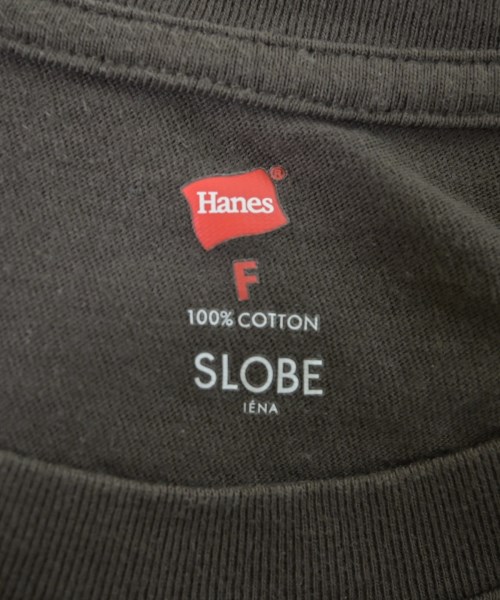 Hanes®
F
100% COTTON
SLOBE
IÉNA